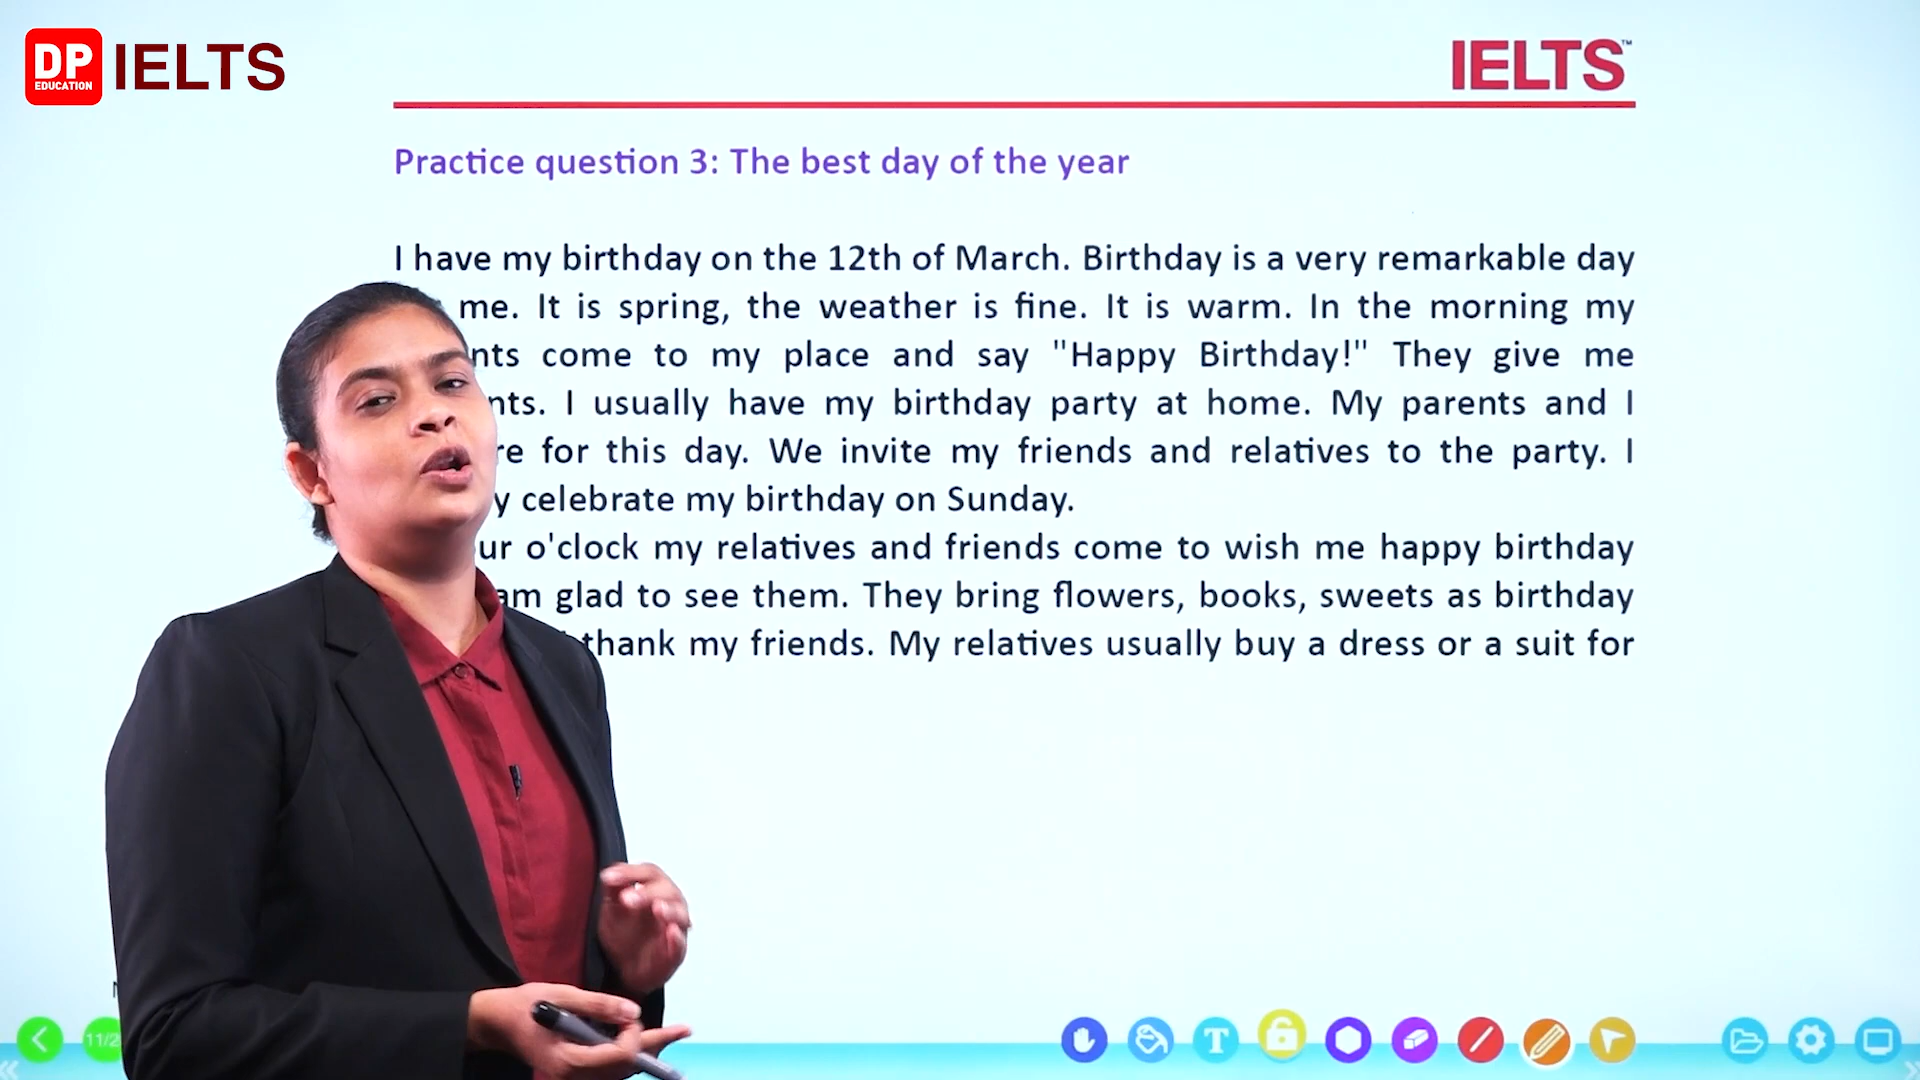 DP EDUCATION IELTS
IELTS™
Practice question 3: The best day of the year
I have my birthday on the 12th of March. Birthday is a very remarkable day
me. It is spring, the weather is fine. It is warm. In the morning my
come to my place and say "Happy Birthday!" They give me
I usually have my birthday party at home. My parents and I
for this day. We invite my friends and relatives to the party. I
celebrate my birthday on Sunday.
o'clock my relatives and friends come to wish me happy birthday
am glad to see them. They bring flowers, books, sweets as birthday
thank my friends. My relatives usually buy a dress or a suit for
T